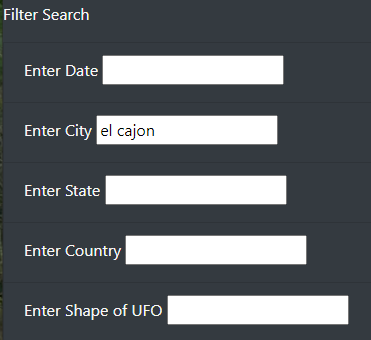 Filter Search
Enter Date
Enter City el cajon
Enter State
Enter Country
Enter Shape of UFO